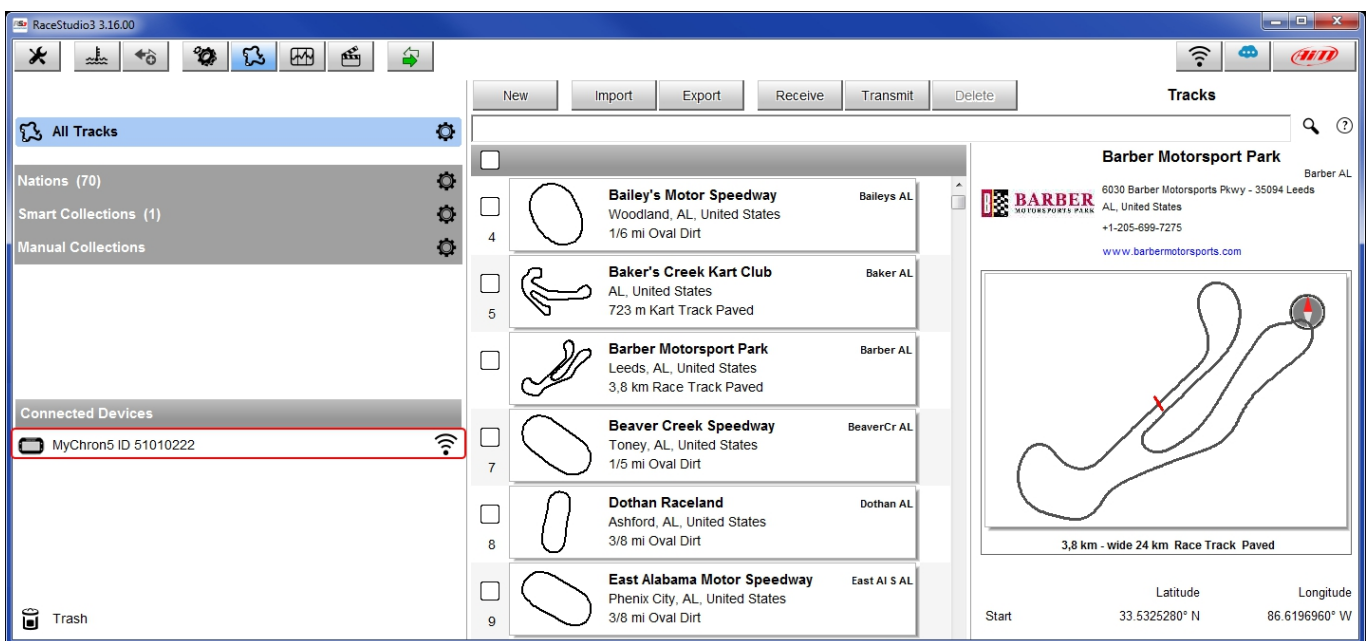 RaceStudio3 3.16.00
AiM
New Import Export Receive Transmit Delete Tracks
All Tracks
Nations (70)
Smart Collections (1)
Manual Collections
Connected Devices
MyChron5 ID 51010222
Trash
4
Bailey's Motor Speedway Baileys AL
Woodland, AL, United States
1/6 mi Oval Dirt
5
Baker's Creek Kart Club Baker AL
AL, United States
723 m Kart Track Paved
Barber Motorsport Park Barber AL
Leeds, AL, United States
3,8 km Race Track Paved
7
Beaver Creek Speedway BeaverCr AL
Toney, AL, United States
1/5 mi Oval Dirt
8
Dothan Raceland Dothan AL
Ashford, AL, United States
3/8 mi Oval Dirt
9
East Alabama Motor Speedway East Al S AL
Phenix City, AL, United States
3/8 mi Oval Dirt
Barber Motorsport Park
Barber AL
BARBER
MOTORSPORTS PARK
6030 Barber Motorsports Pkwy - 35094 Leeds
AL, United States
+1-205-699-7275
www.barbermotorsports.com
3,8 km - wide 24 km Race Track Paved
Latitude Longitude
Start 33.5325280° N 86.6196960° W